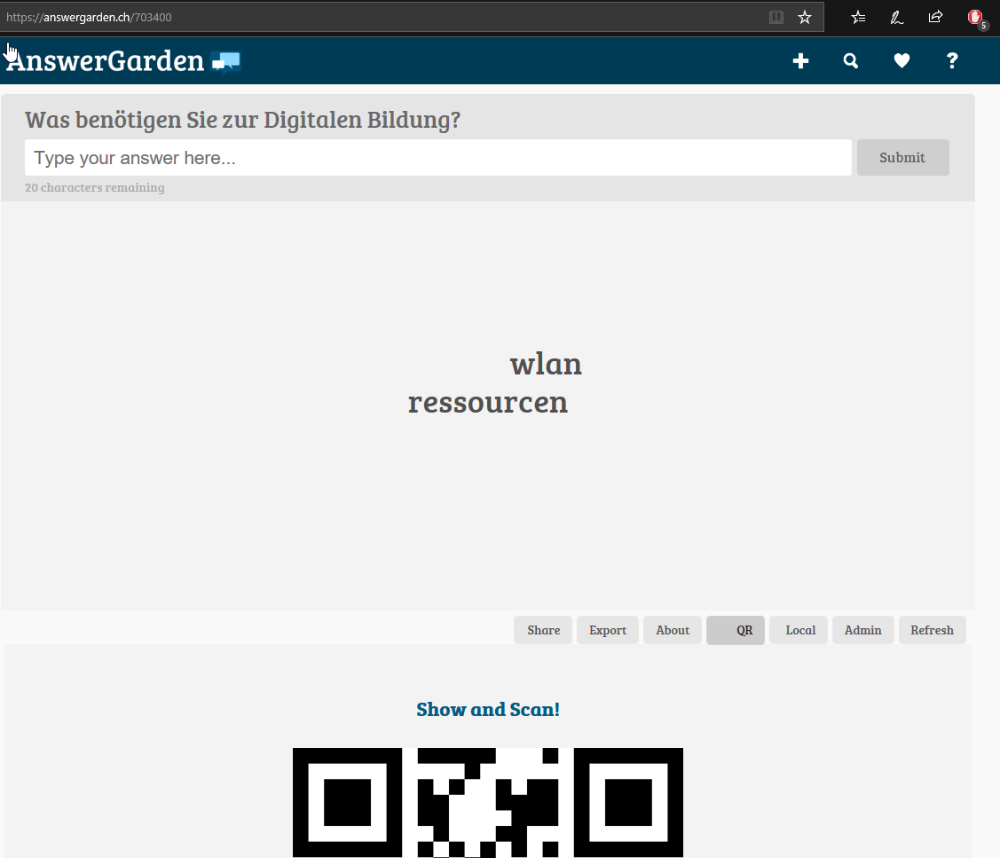 https://answergarden.ch/703400
5
AnswerGarden
Was benötigen Sie zur Digitalen Bildung?
Type your answer here...
Submit
20 characters remaining
wlan
ressourcen
Share Export About QR Local Admin Refresh
Show and Scan!